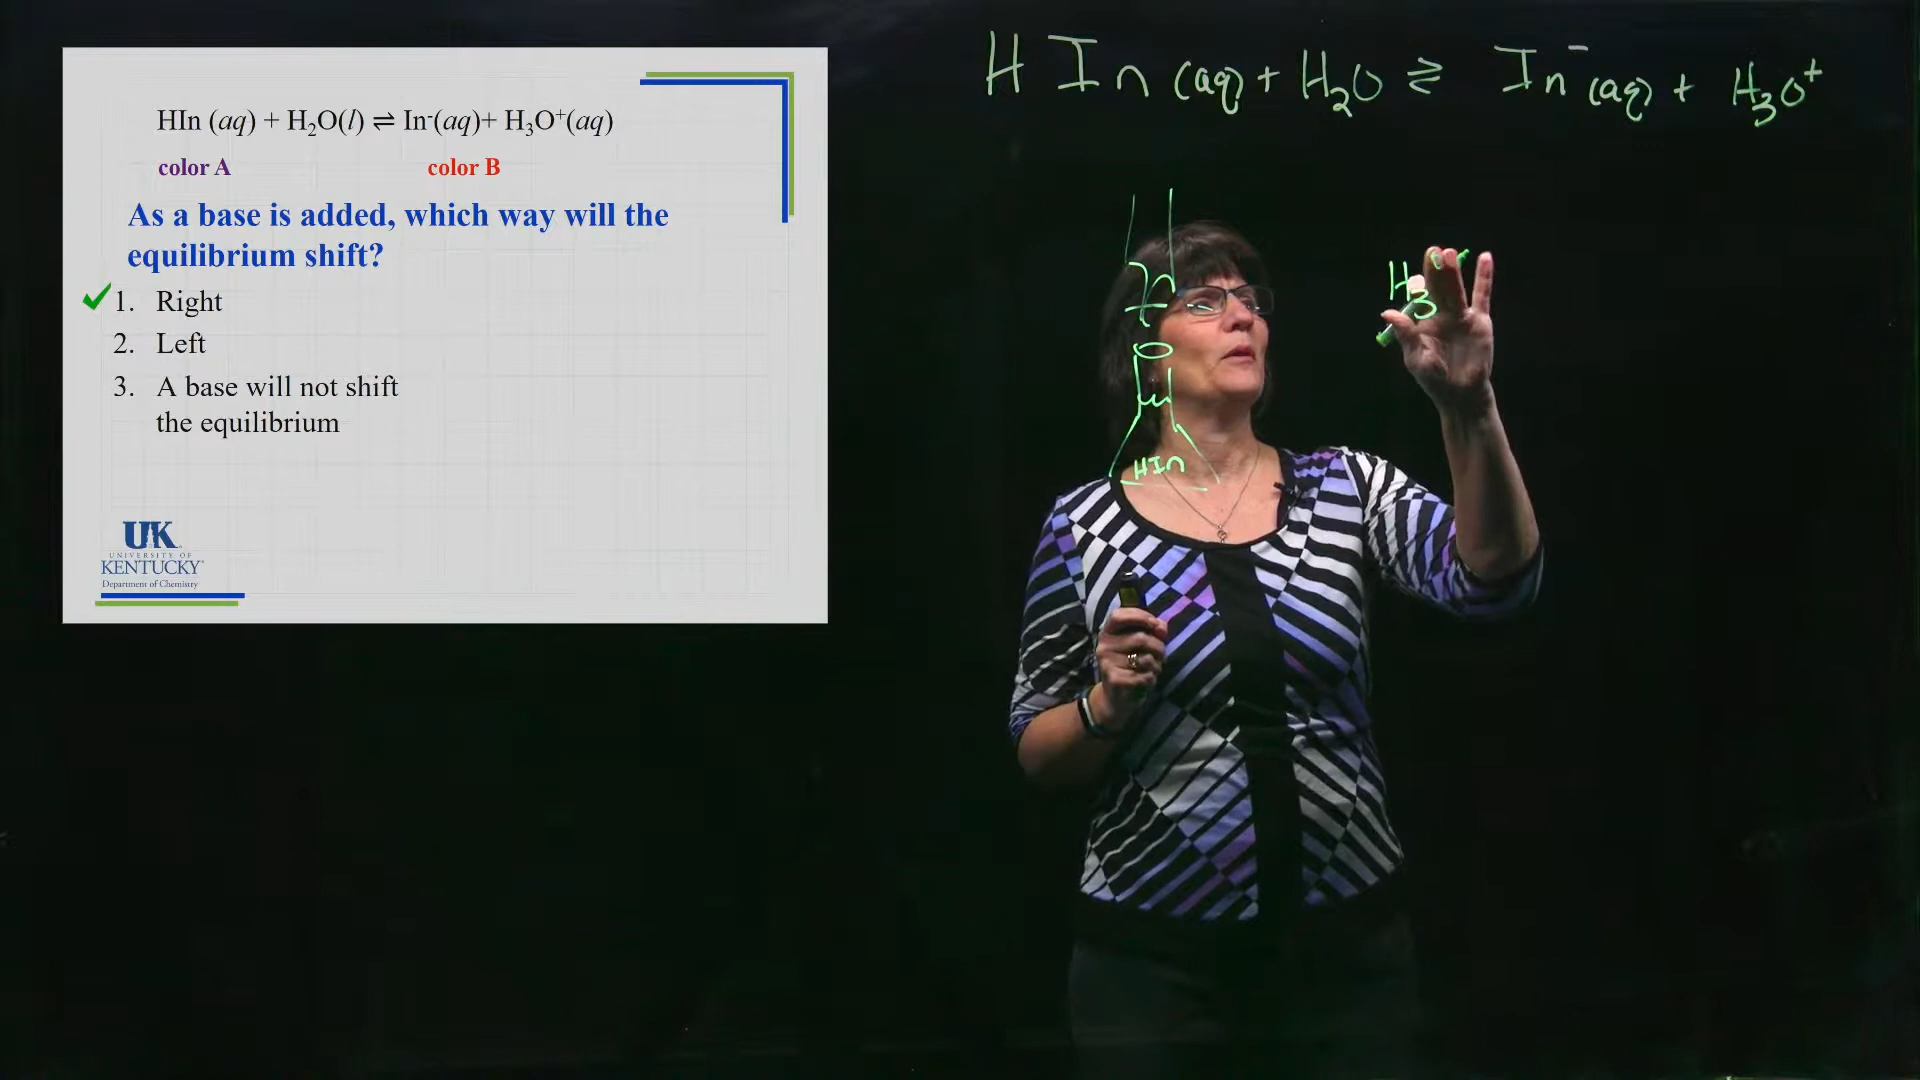 HIn (aq) + H₂O(l) ⇌ In⁻(aq)+ H₃O⁺(aq)
color A color B
As a base is added, which way will the
equilibrium shift?
✓ 1. Right
2. Left
3. A base will not shift
the equilibrium
UK
UNIVERSITY OF
KENTUCKY
Department of Chemistry
H In (aq) + H₂O ⇌ In⁻ (aq) + H₃O⁺
H₃
HIn